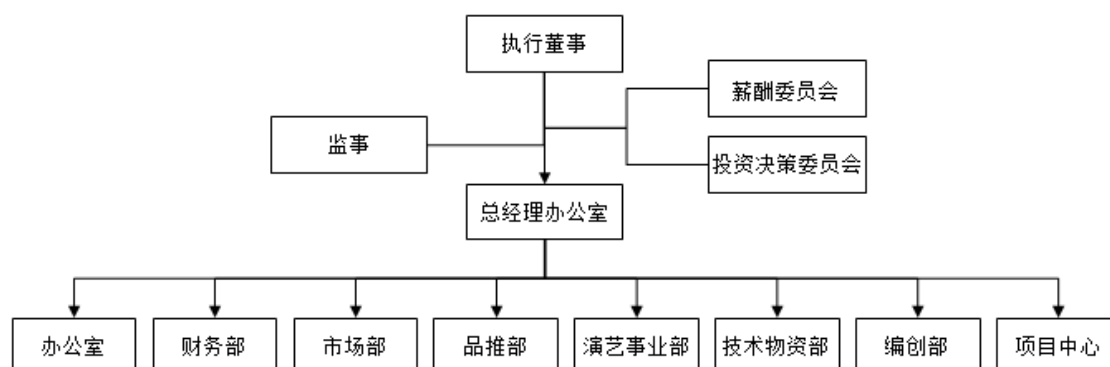 执行董事
薪酬委员会
监事
投资决策委员会
总经理办公室
办公室
财务部
市场部
品推部
演艺事业部
技术物资部
编创部
项目中心